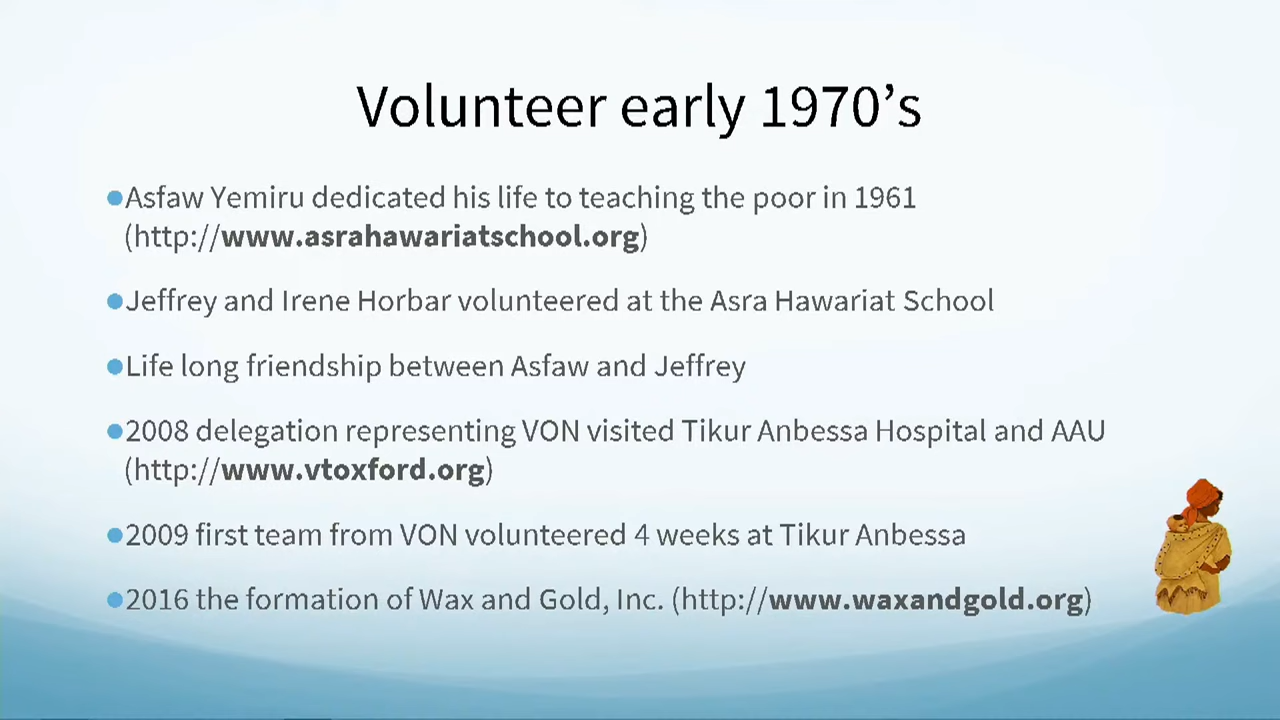 Volunteer early 1970’s
●Asfaw Yemiru dedicated his life to teaching the poor in 1961
(http://www.asrahawariatschool.org)
●Jeffrey and Irene Horbar volunteered at the Asra Hawariat School
●Life long friendship between Asfaw and Jeffrey
●2008 delegation representing VON visited Tikur Anbessa Hospital and AAU
(http://www.vtoxford.org)
●2009 first team from VON volunteered 4 weeks at Tikur Anbessa
●2016 the formation of Wax and Gold, Inc. (http://www.waxandgold.org)